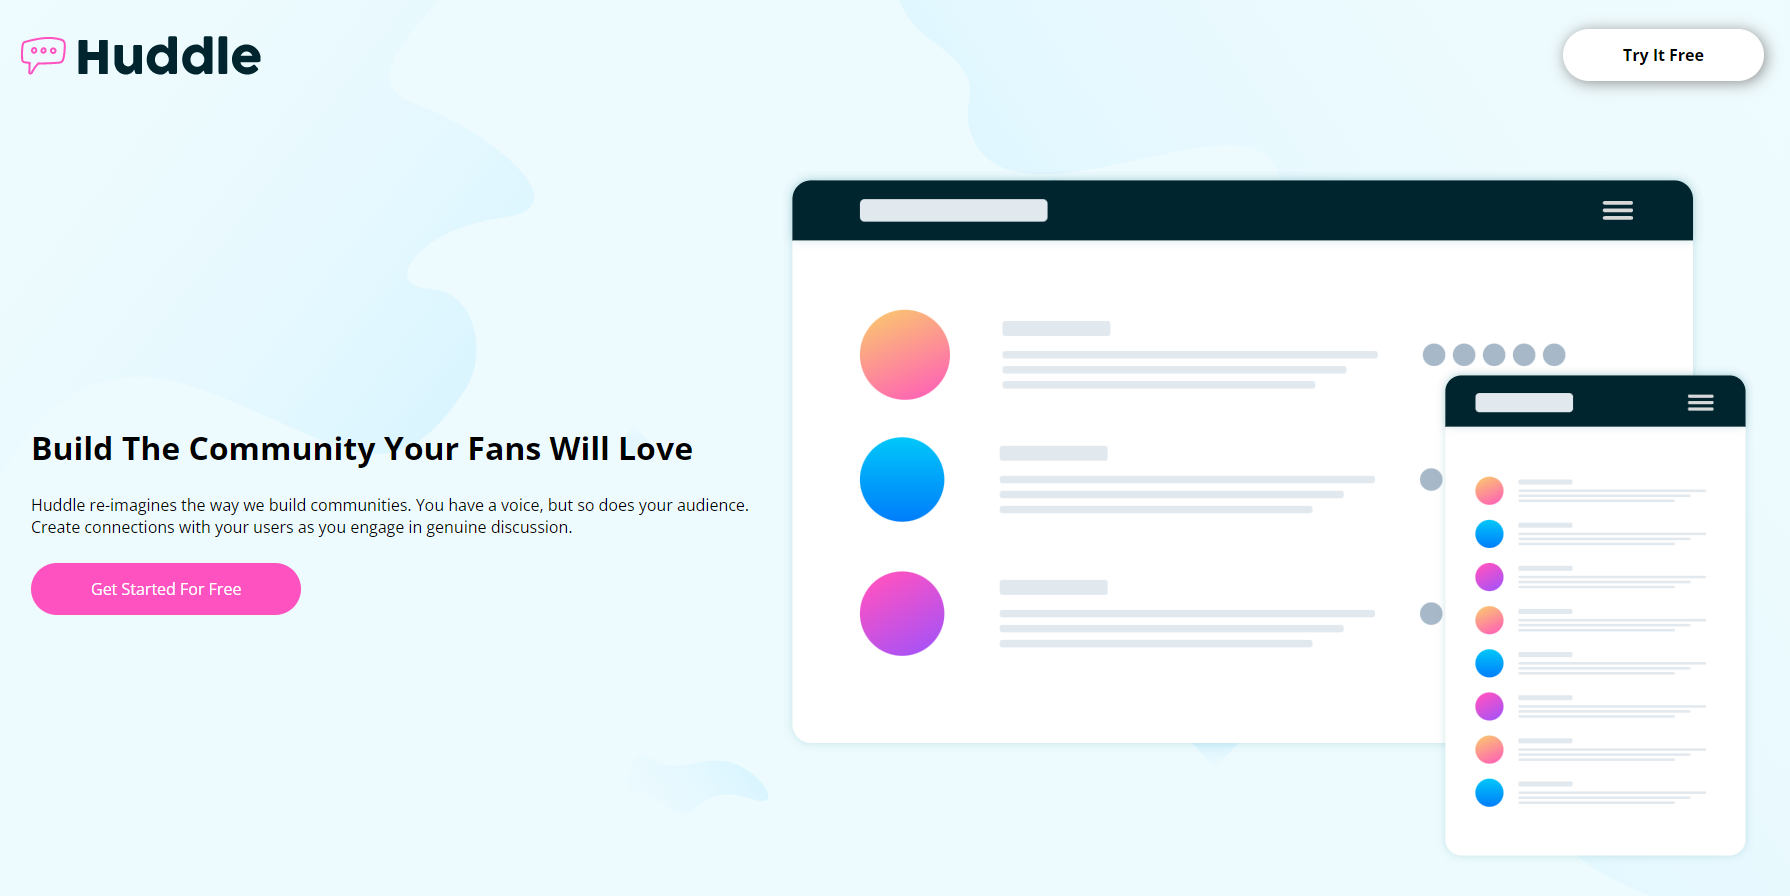 Huddle
Try It Free
Build The Community Your Fans Will Love
Huddle re-imagines the way we build communities. You have a voice, but so does your audience.
Create connections with your users as you engage in genuine discussion.
Get Started For Free